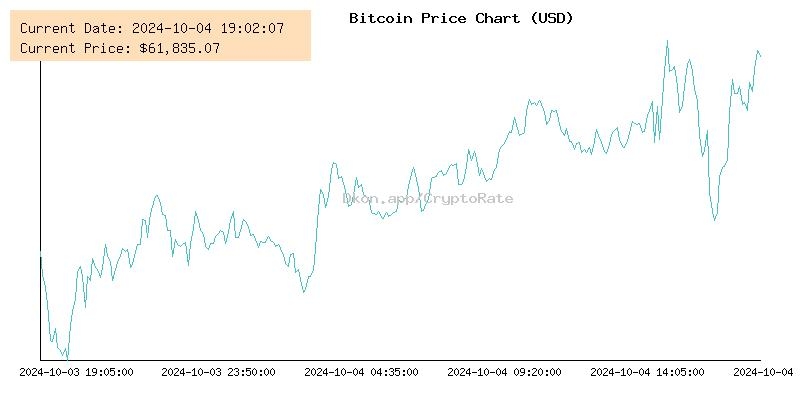 Bitcoin Price Chart (USD)
Current Date: 2024-10-04 19:02:07
Current Price: $61,835.07
Dkon.app/CryptoRate
2024-10-03 19:05:00 2024-10-03 23:50:00 2024-10-04 04:35:00 2024-10-04 09:20:00 2024-10-04 14:05:00 2024-10-04